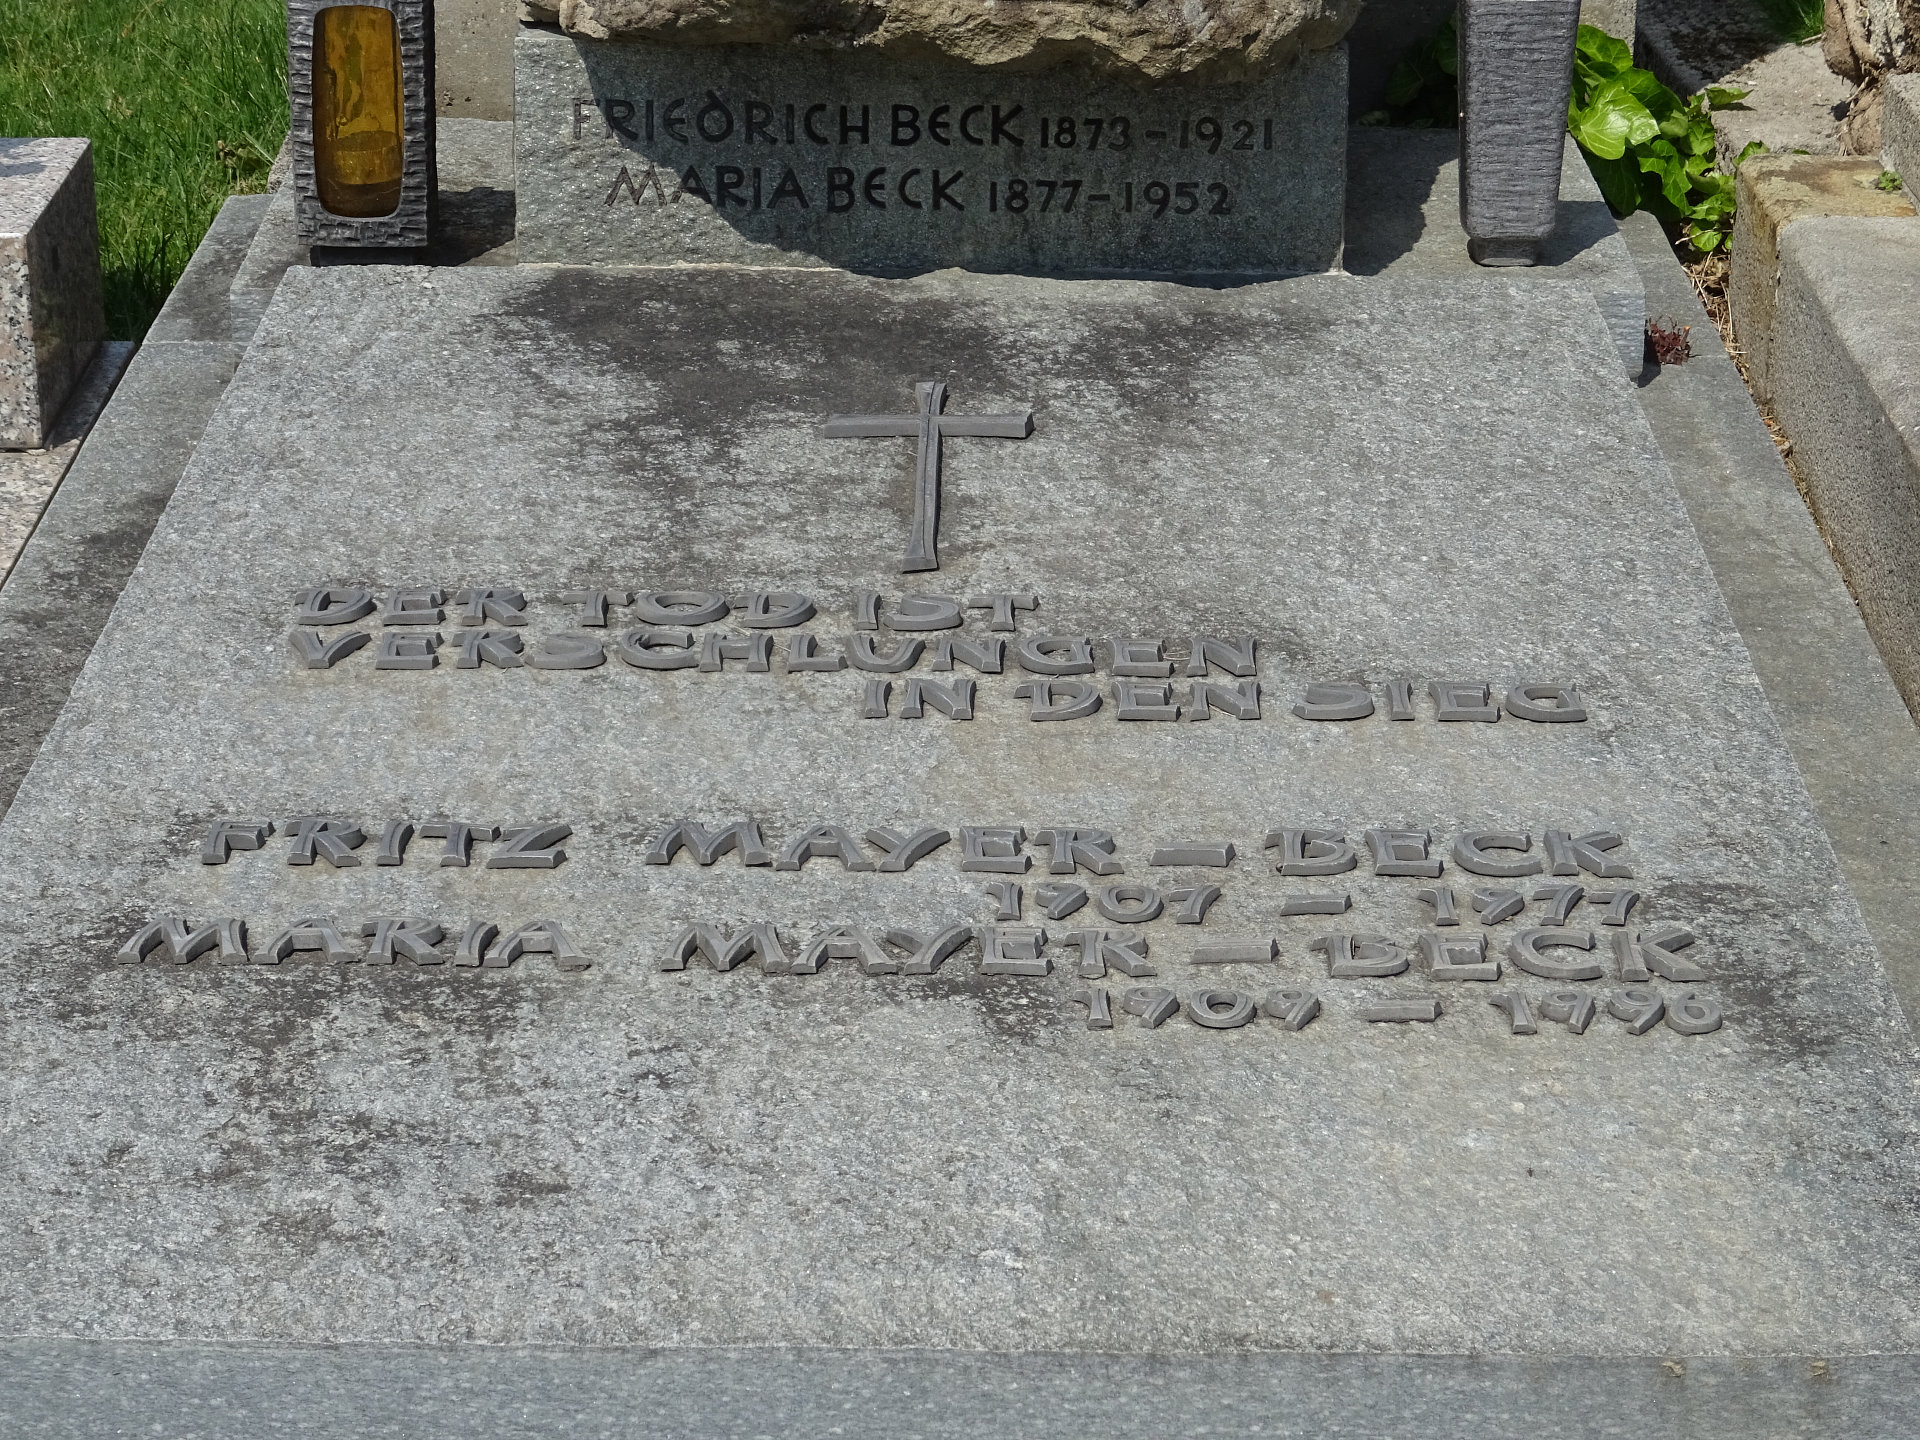 FRIEDRICH BECK 1873 - 1921
MARIA BECK 1877 - 1952
DER TOD IST
VERSCHLUNGEN
IN DEN SIEG
FRITZ MAYER - BECK
1907 - 1977
MARIA MAYER - BECK
1909 - 1996